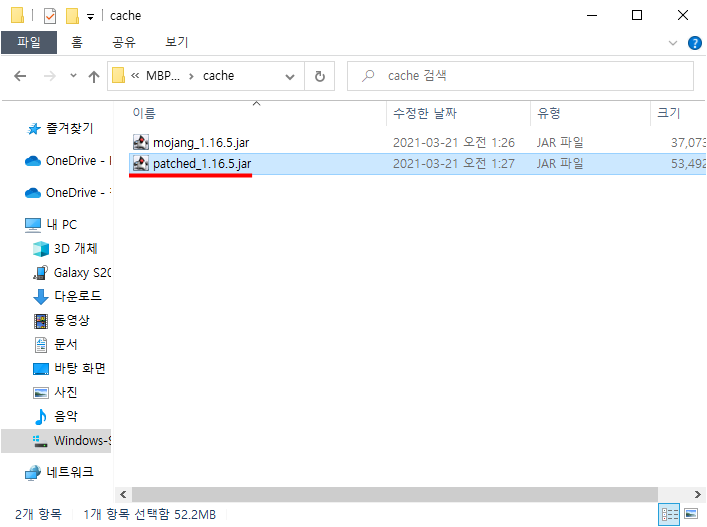 cache
파일 홈 공유 보기
MBP... cache
cache 검색
이름 수정한 날짜 유형 크기
mojang_1.16.5.jar 2021-03-21 오전 1:26 JAR 파일 37,073
patched_1.16.5.jar 2021-03-21 오전 1:27 JAR 파일 53,492
즐겨찾기
OneDrive -
OneDrive -
내 PC
3D 개체
Galaxy S20
다운로드
동영상
문서
바탕 화면
사진
음악
Windows-S
네트워크
2개 항목 1개 항목 선택함 52.2MB